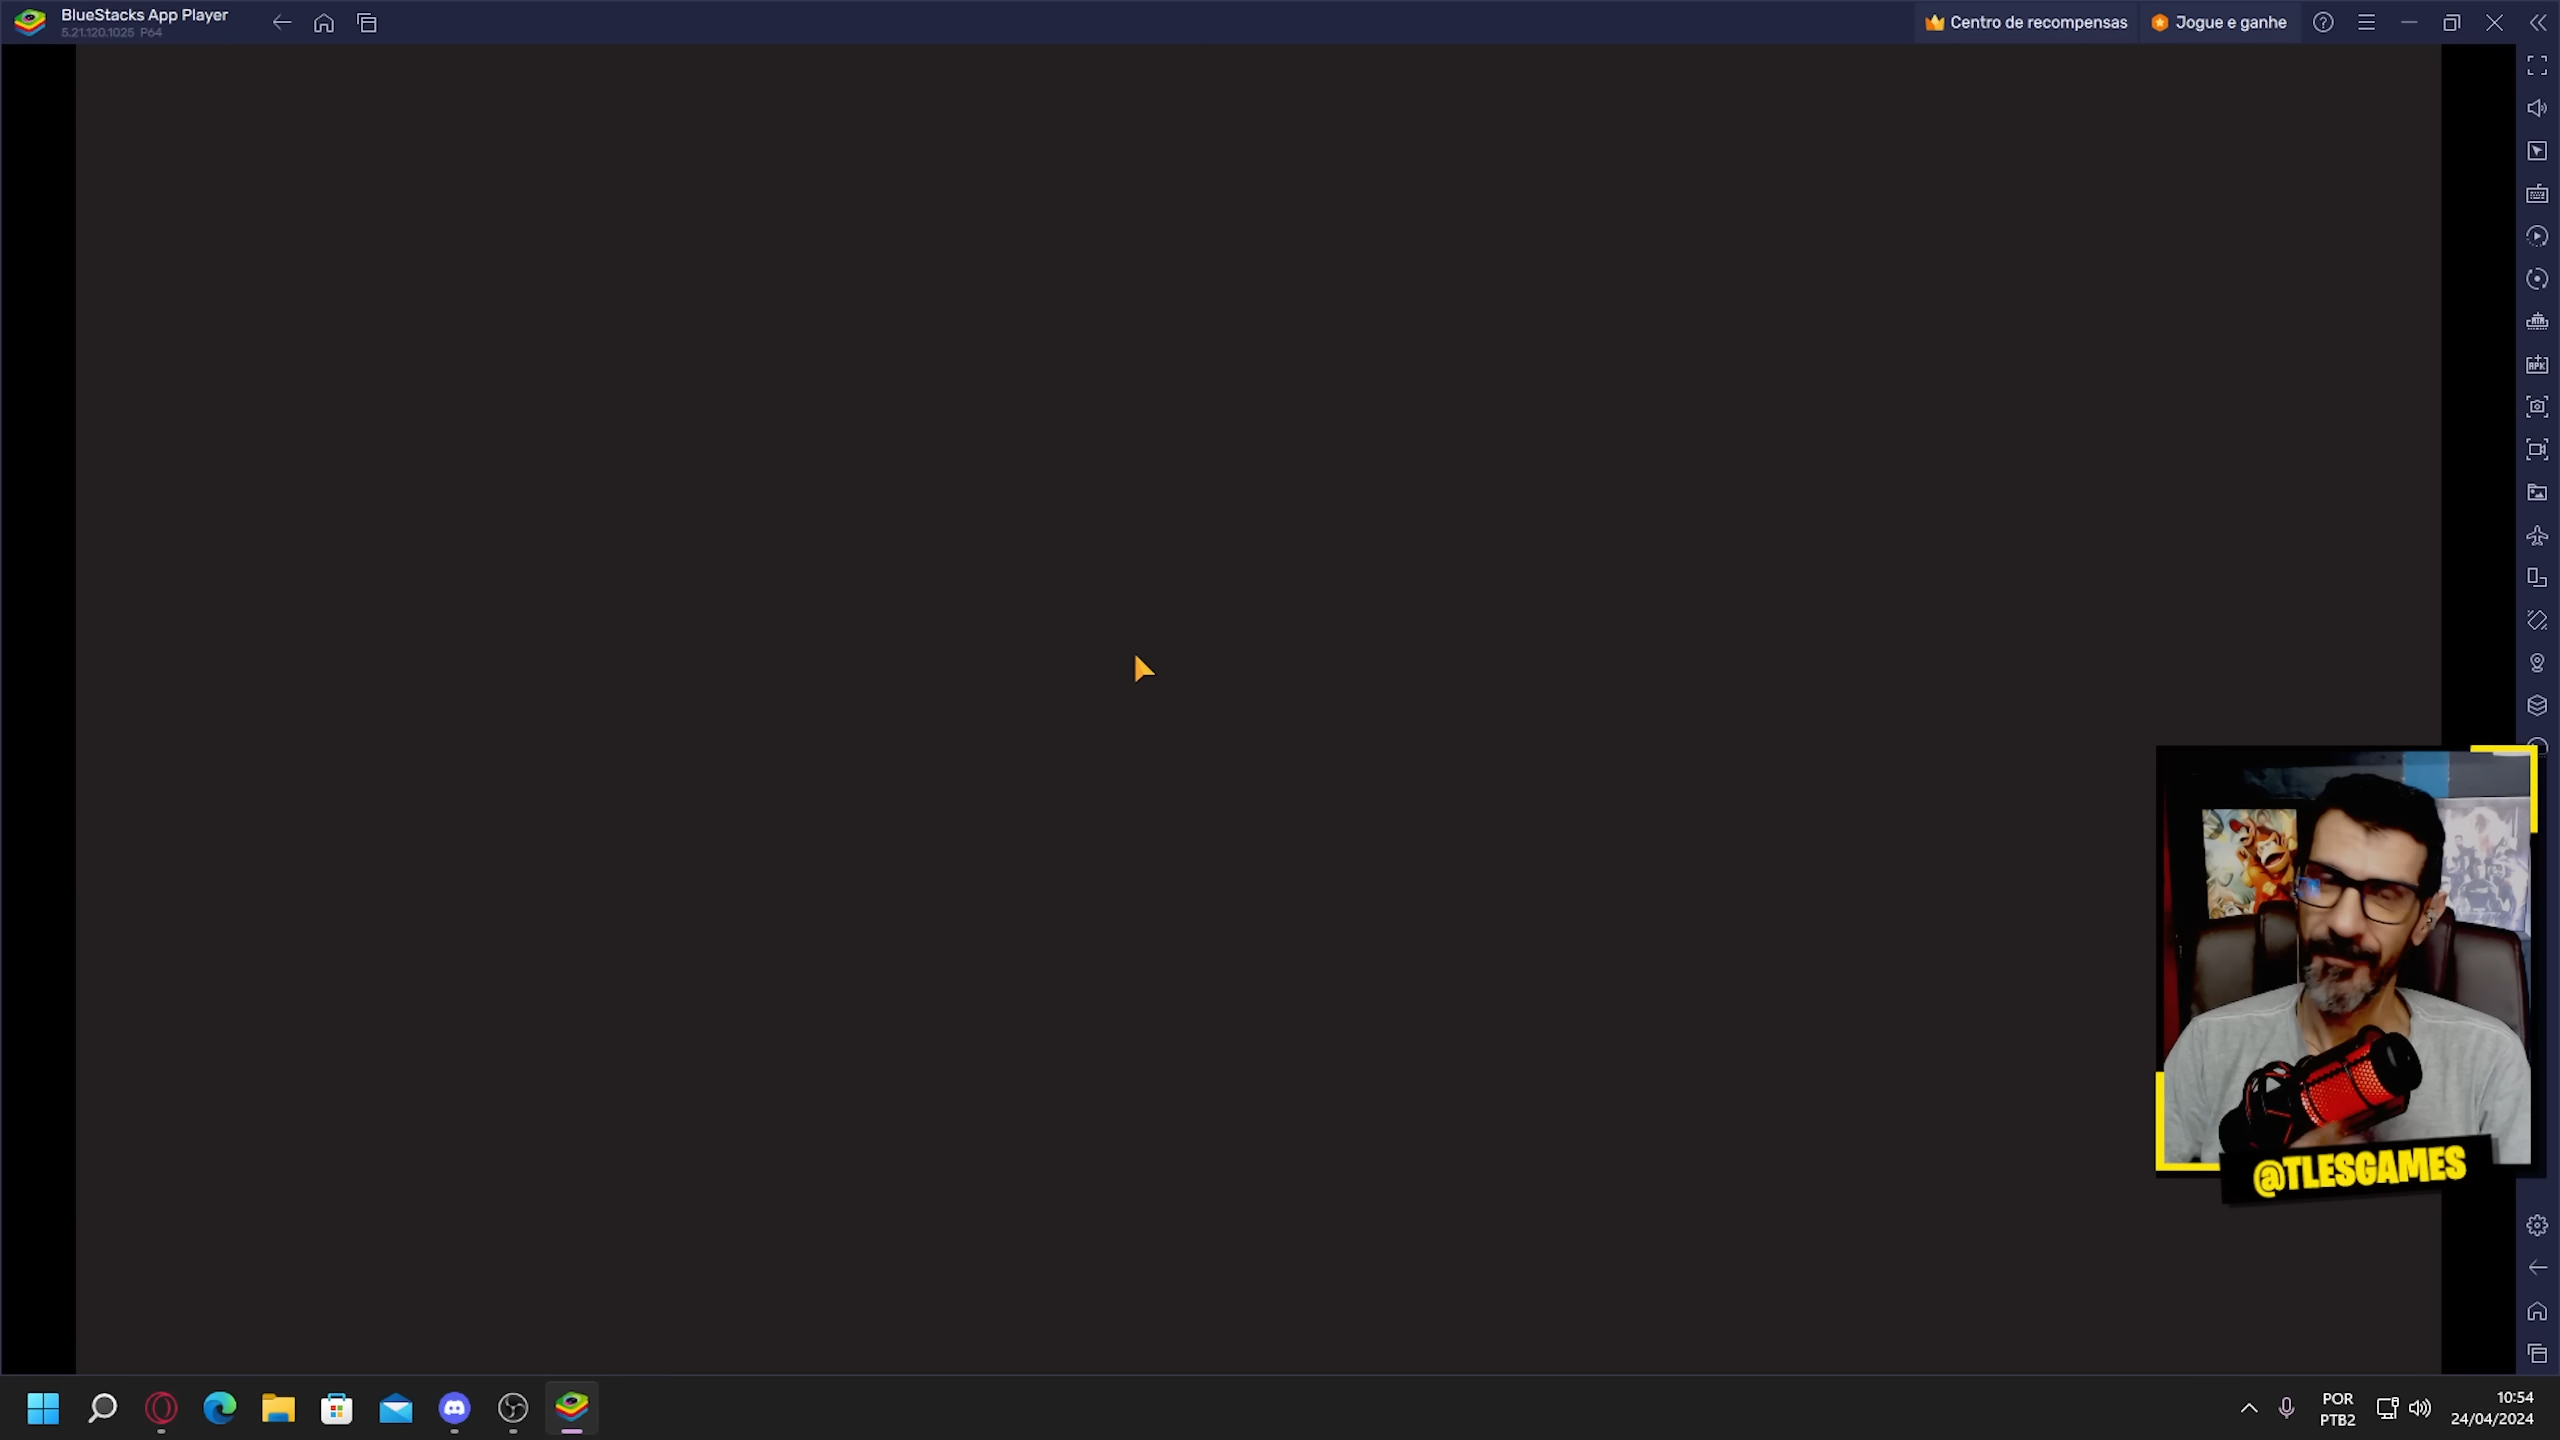 BlueStacks App Player
5.21.120.1025 P64
Centro de recompensas
Jogue e ganhe
APK
@TLESGAMES
POR
PTB2
10:54
24/04/2024